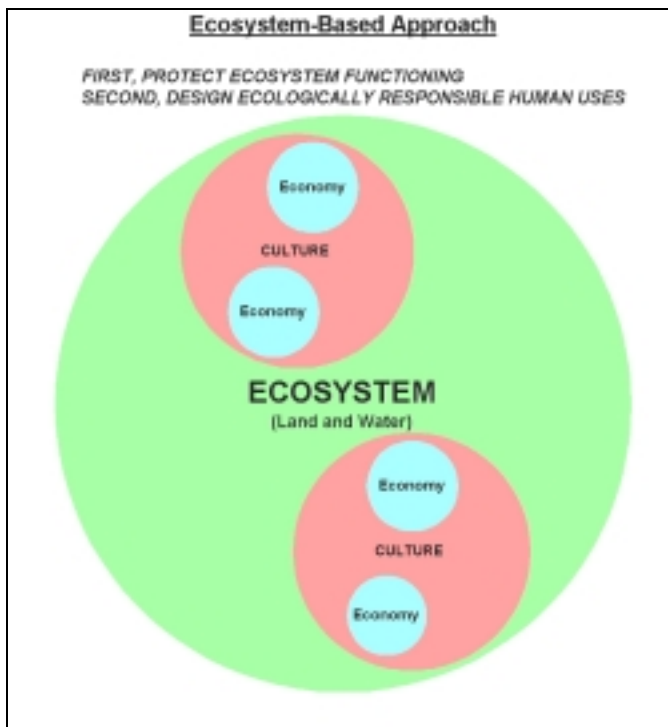 Ecosystem-Based Approach
FIRST, PROTECT ECOSYSTEM FUNCTIONING
SECOND, DESIGN ECOLOGICALLY RESPONSIBLE HUMAN USES
Economy
CULTURE
Economy
ECOSYSTEM
(Land and Water)
Economy
CULTURE
Economy